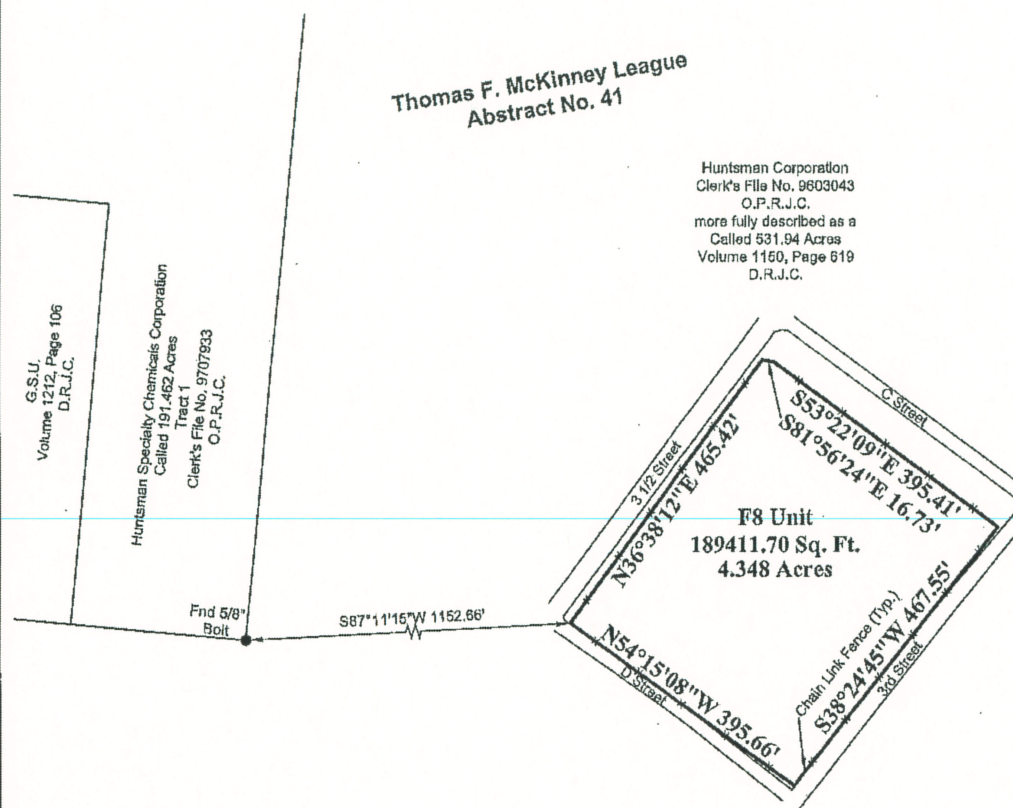 Thomas F. McKinney League
Abstract No. 41
Huntsman Corporation
Clerk's File No. 9603043
O.P.R.J.C.
more fully described as a
Called 531.94 Acres
Volume 1150, Page 619
D.R.J.C.
G.S.U.
Volume 1212, Page 106
D.R.J.C.
Huntsman Specialty Chemicals Corporation
Called 191.462 Acres
Tract 1
Clerk's File No. 9707933
O.P.R.J.C.
C Street
S53°22'09"E 395.41'
S81°56'24"E 16.73'
3 1/2 Street
N36°38'12"E 465.42'
F8 Unit
189411.70 Sq. Ft.
4.348 Acres
Fnd 5/8"
Bolt
S87°11'15"W 1152.66'
N54°15'08"W 395.66'
D Street
Chain Link Fence (Typ.)
S38°24'45"W 467.55'
3rd Street